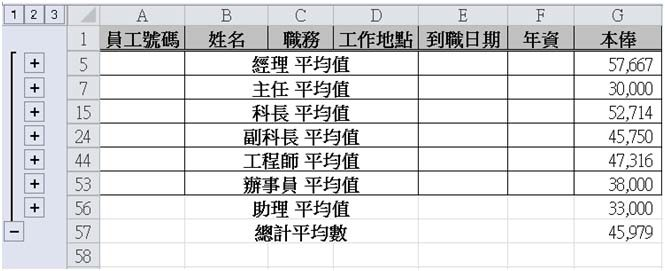 1 2 3 A B C D E F G
1 員工號碼 姓名 職務 工作地點 到職日期 年資 本俸
5 經理 平均值 57,667
7 主任 平均值 30,000
15 科長 平均值 52,714
24 副科長 平均值 45,750
44 工程師 平均值 47,316
53 辦事員 平均值 38,000
56 助理 平均值 33,000
57 總計平均數 45,979
58